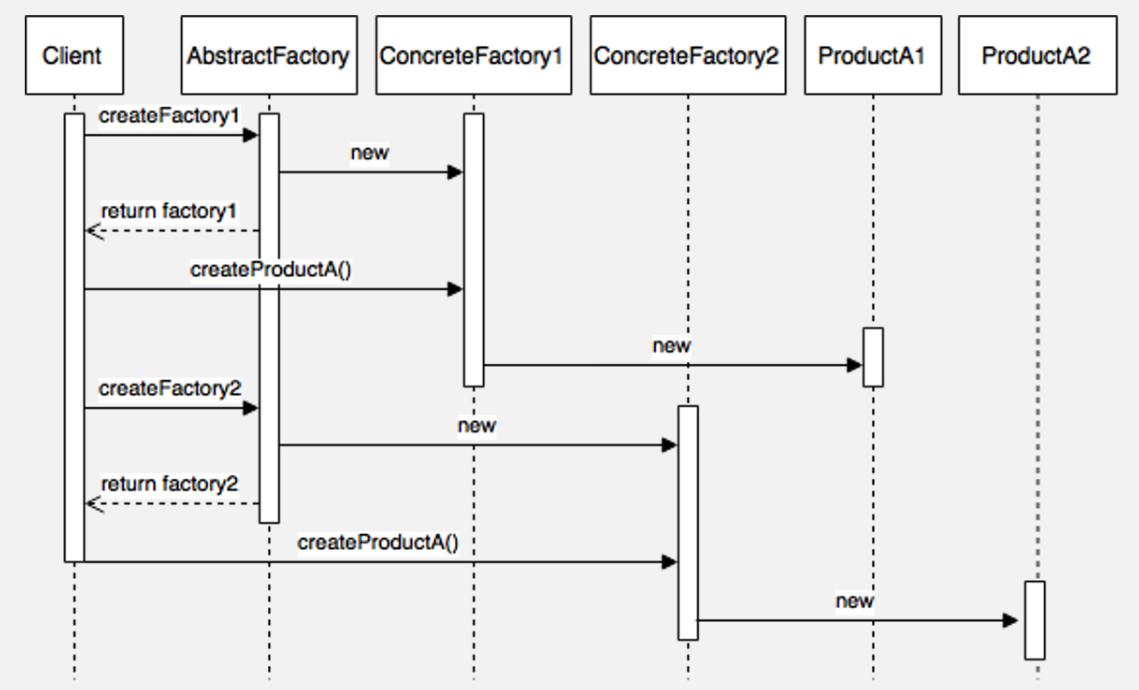 Client
AbstractFactory
ConcreteFactory1
ConcreteFactory2
ProductA1
ProductA2
createFactory1
new
return factory1
createProductA()
new
createFactory2
new
return factory2
createProductA()
new